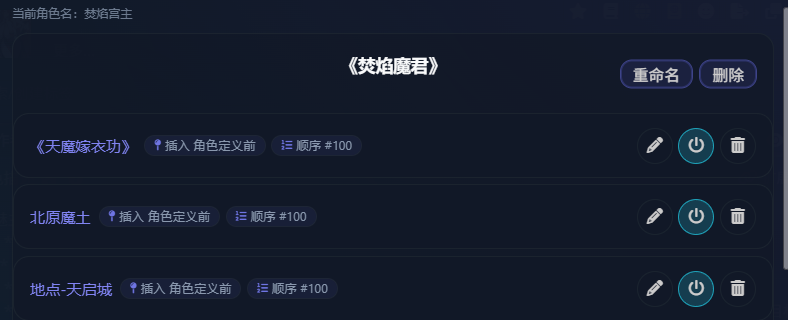 当前角色名：焚焰宫主
《焚焰魔君》
重命名 删除
《天魔嫁衣功》 插入 角色定义前 顺序 #100
北原魔土 插入 角色定义前 顺序 #100
地点-天启城 插入 角色定义前 顺序 #100